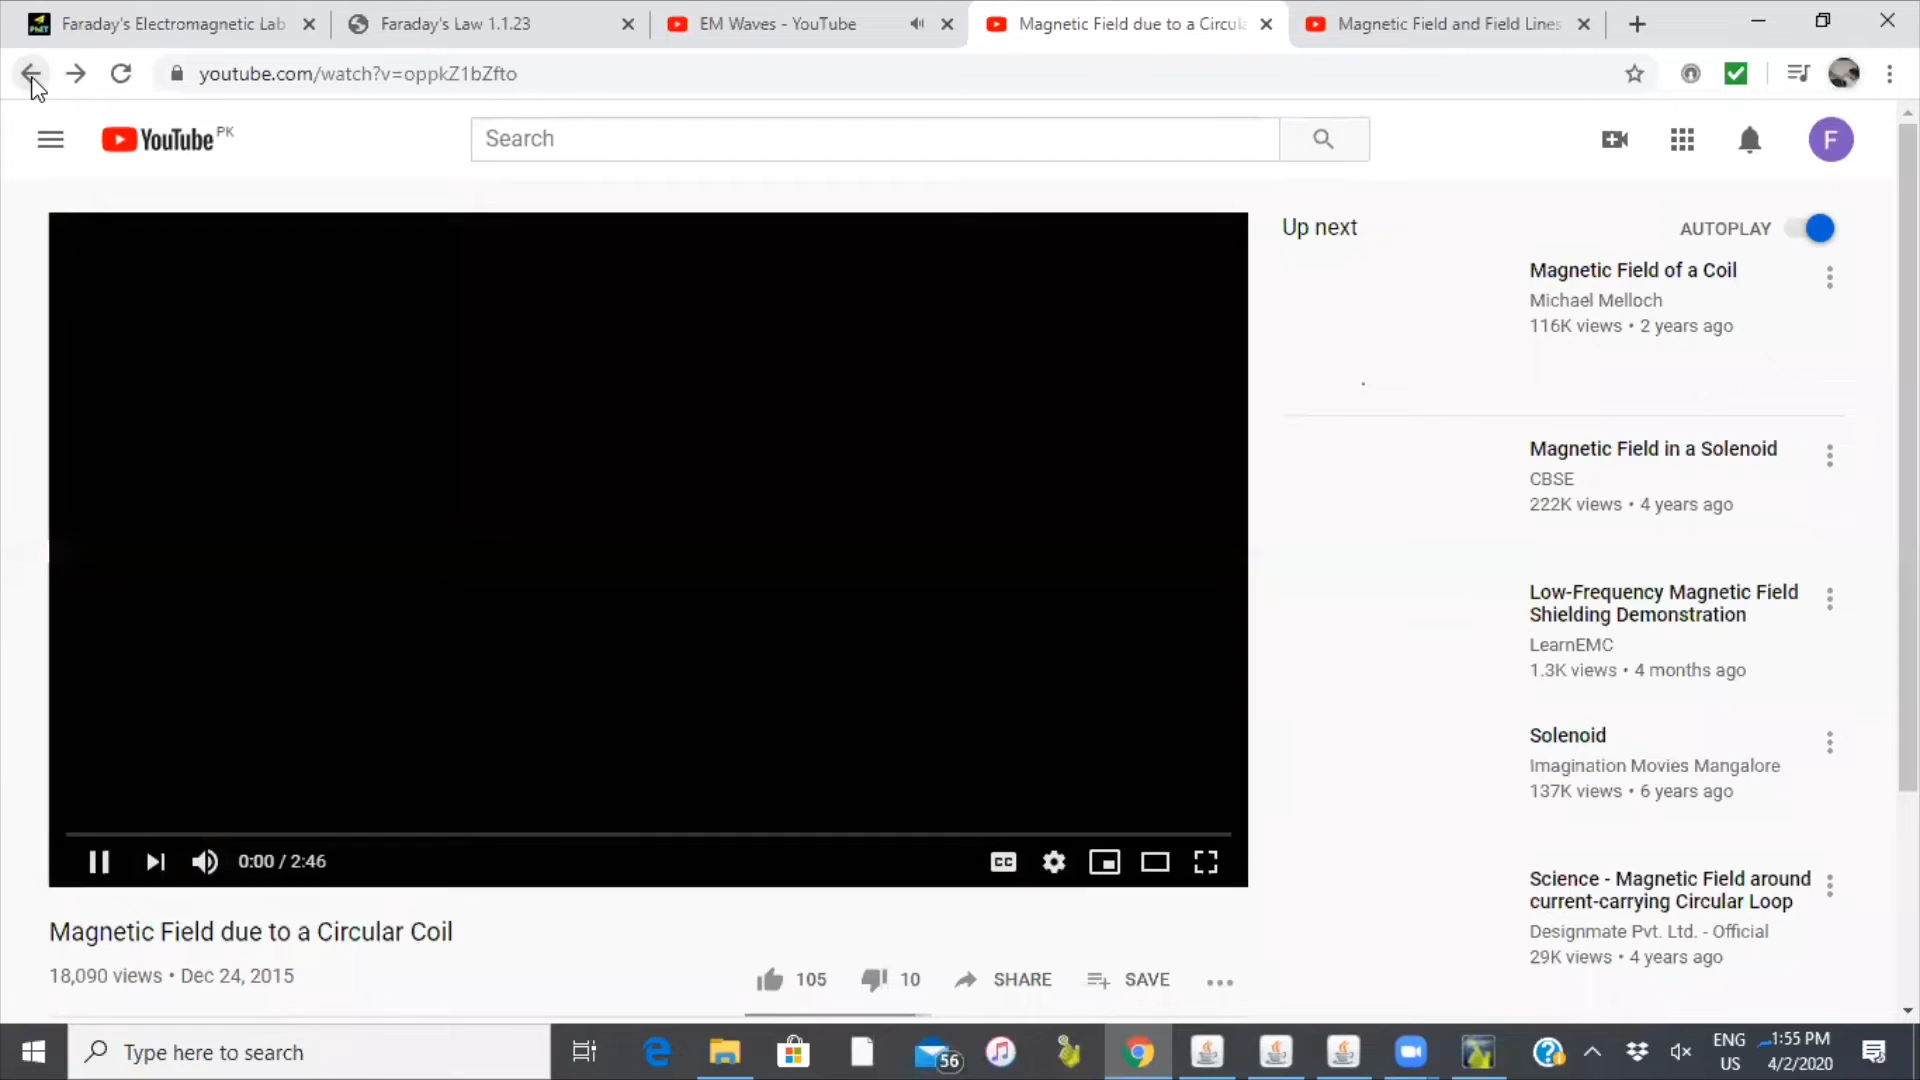 Faraday's Electromagnetic Lab
Faraday's Law 1.1.23
EM Waves - YouTube
Magnetic Field due to a Circula
Magnetic Field and Field Lines
youtube.com/watch?v=oppkZ1bZfto
YouTube PK
Search
F
Up next
AUTOPLAY
Magnetic Field of a Coil
Michael Melloch
116K views • 2 years ago
Magnetic Field in a Solenoid
CBSE
222K views • 4 years ago
Low-Frequency Magnetic Field
Shielding Demonstration
LearnEMC
1.3K views • 4 months ago
Solenoid
Imagination Movies Mangalore
137K views • 6 years ago
Science - Magnetic Field around
current-carrying Circular Loop
Designmate Pvt. Ltd. - Official
29K views • 4 years ago
0:00 / 2:46
CC
Magnetic Field due to a Circular Coil
18,090 views • Dec 24, 2015
105
10
SHARE
SAVE
Type here to search
56
ENG
US
1:55 PM
4/2/2020